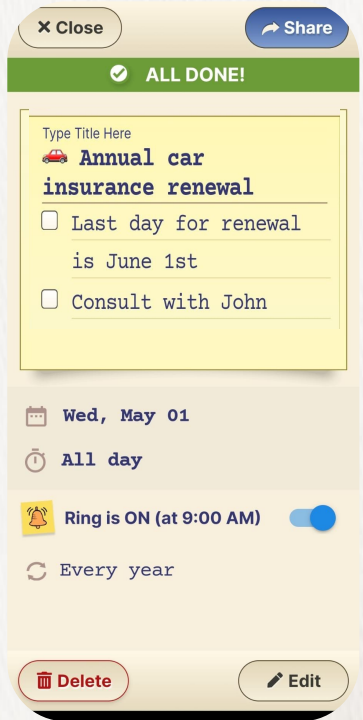 Close
Share
ALL DONE!
Type Title Here
Annual car
insurance renewal
Last day for renewal
is June 1st
Consult with John
Wed, May 01
All day
Ring is ON (at 9:00 AM)
Every year
Delete
Edit